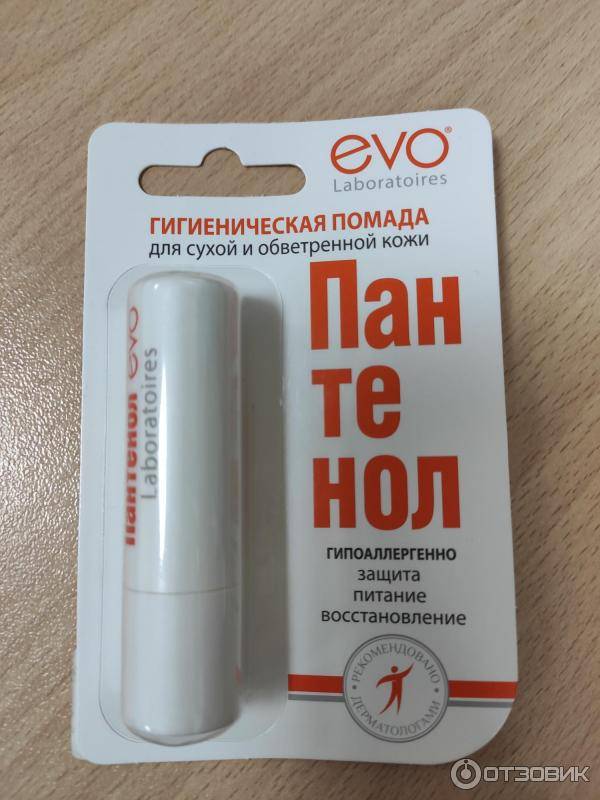 evo®
Laboratoires
ГИГИЕНИЧЕСКАЯ ПОМАДА
для сухой и обветренной кожи
Пан
те
нол
ГИПОАЛЛЕРГЕННО
защита
питание
восстановление
• РЕКОМЕНДОВАНО •
ДЕРМАТОЛОГАМИ
Пантенол evo
Laboratoires
ОТЗОВИК